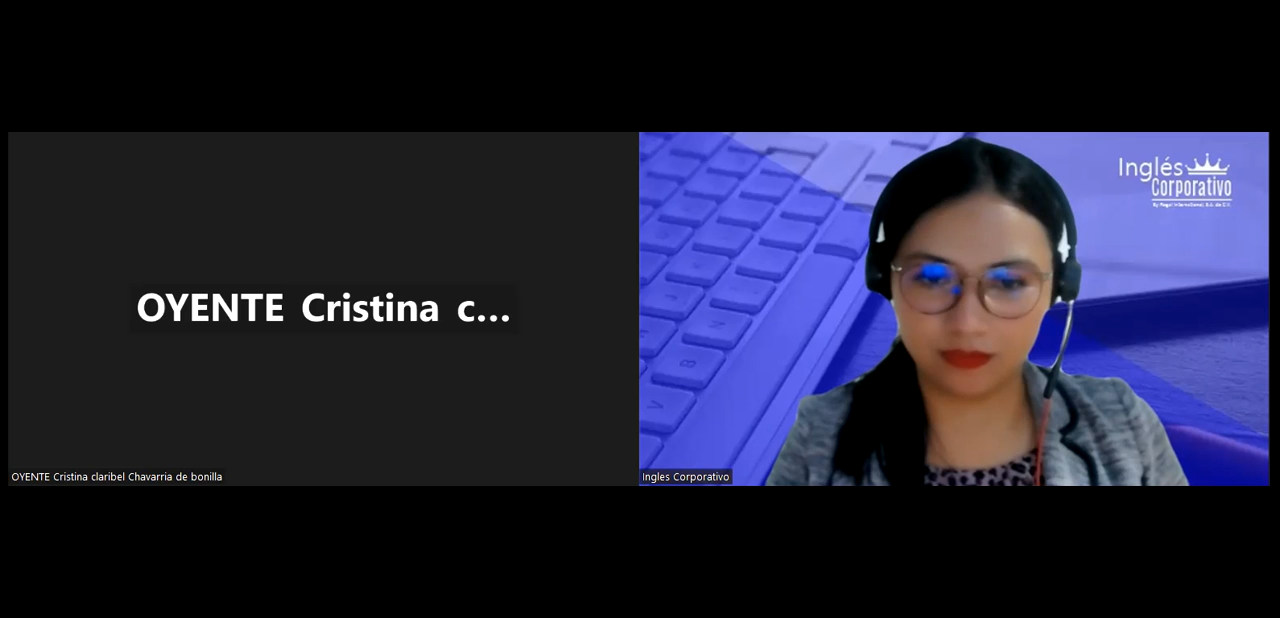 OYENTE Cristina c...
OYENTE Cristina claribel Chavarria de bonilla
Inglés
Corporativo
Ingles Corporativo